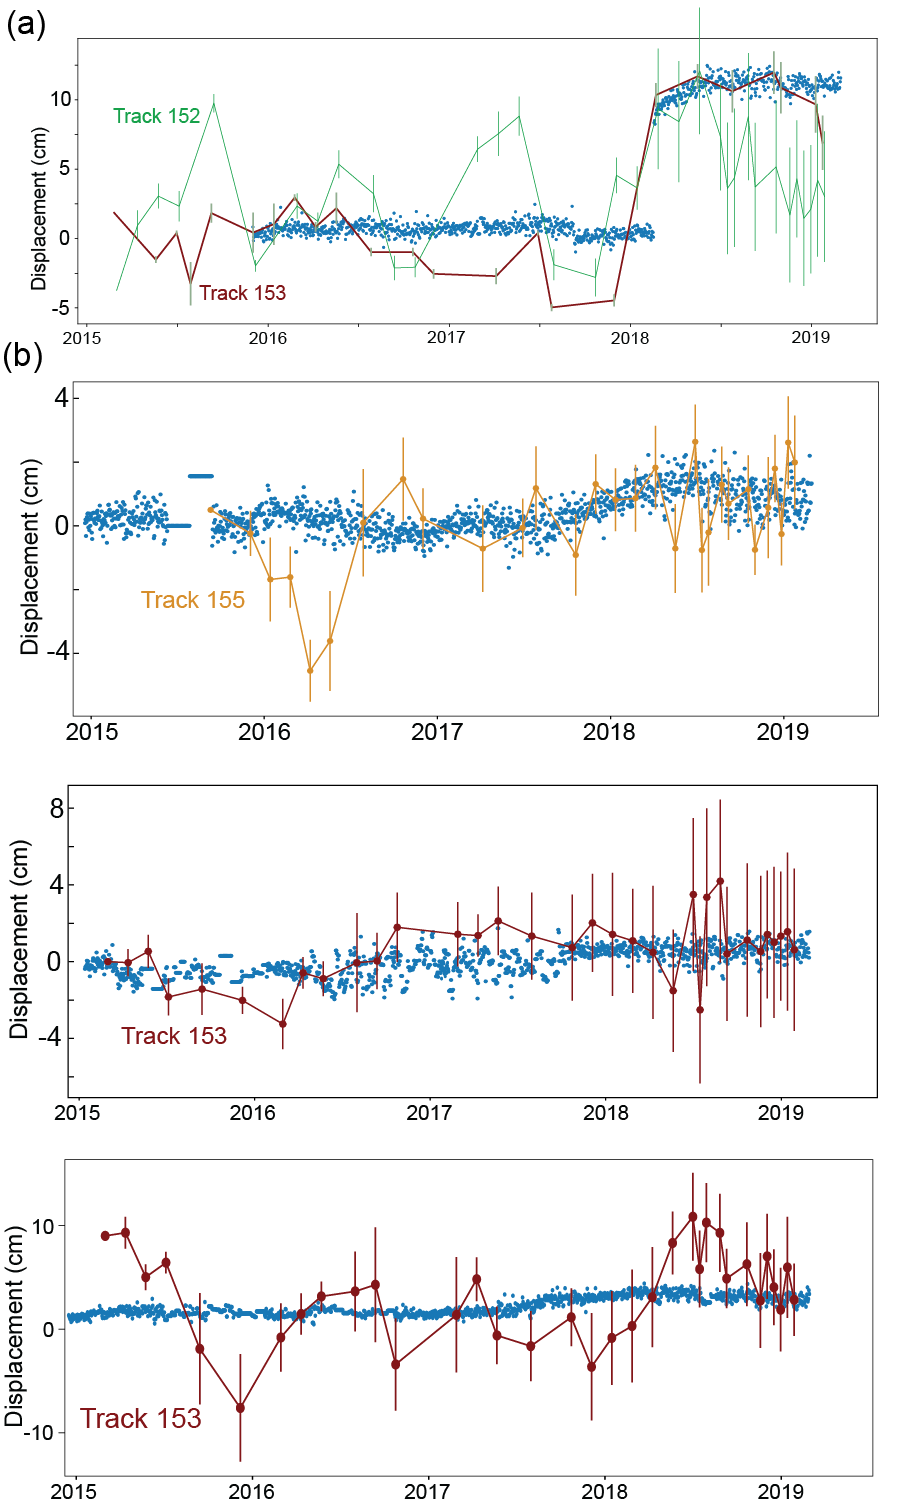 (a)
Displacement (cm)
10
5
0
-5
Track 152
Track 153
2015 2016 2017 2018 2019
(b)
Displacement (cm)
4
0
-4
Track 155
2015 2016 2017 2018 2019
Displacement (cm)
8
4
0
-4
Track 153
2015 2016 2017 2018 2019
Displacement (cm)
10
0
-10
Track 153
2015 2016 2017 2018 2019